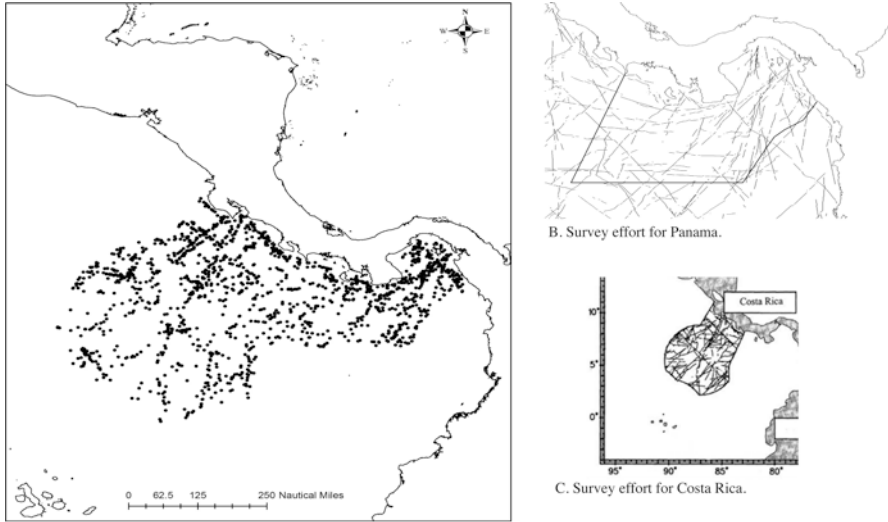 N
W E
S
0 62.5 125 250 Nautical Miles
B. Survey effort for Panama.
Costa Rica
10°
5°
0°
95° 90° 85° 80°
C. Survey effort for Costa Rica.